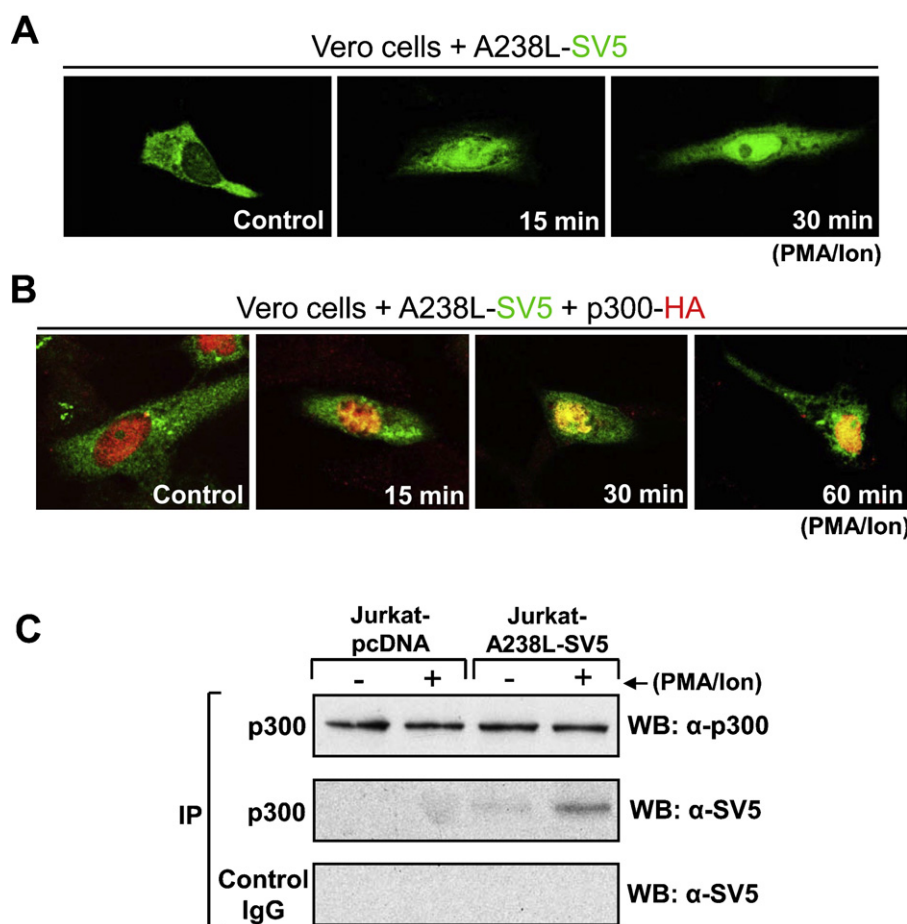 A
Vero cells + A238L-SV5
Control
15 min
30 min
(PMA/Ion)
B
Vero cells + A238L-SV5 + p300-HA
Control
15 min
30 min
60 min
(PMA/Ion)
C
Jurkat-
pcDNA
Jurkat-
A238L-SV5
- + - + ←(PMA/Ion)
IP
p300
WB: α-p300
p300
WB: α-SV5
Control
IgG
WB: α-SV5